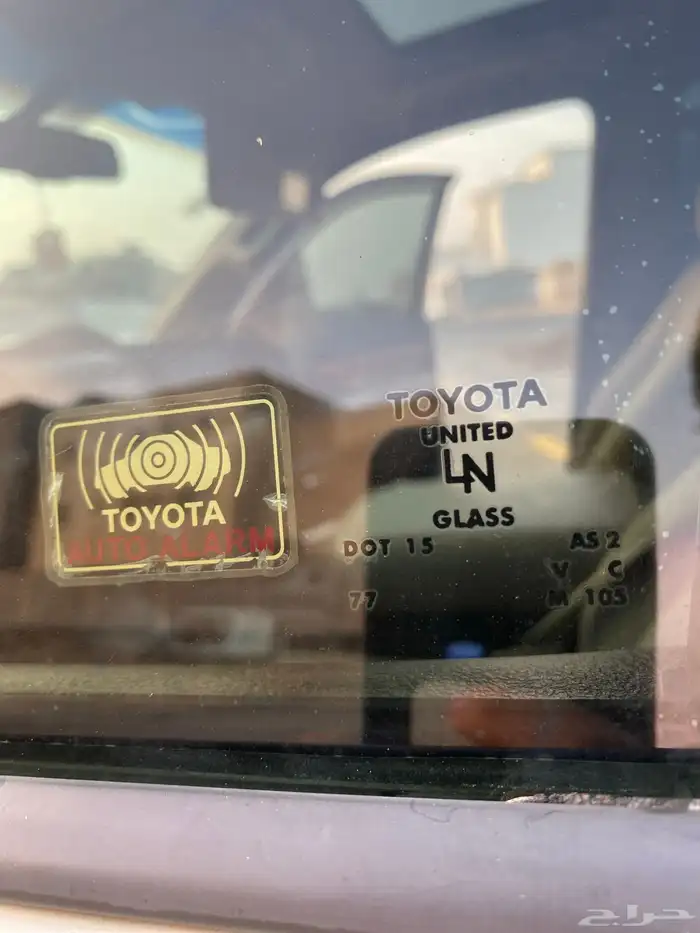 TOYOTA
AUTO ALARM
TOYOTA
UNITED
LN
GLASS
DOT 15 AS 2
V C
77 M 105
حراج